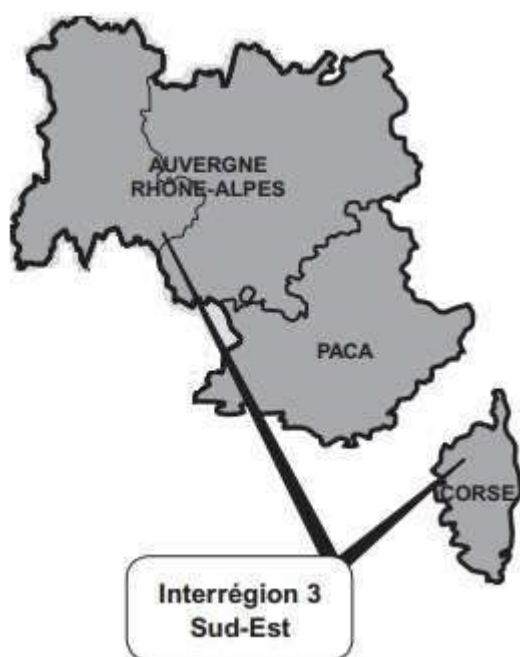 AUVERGNE
RHÔNE-ALPES
PACA
CORSE
Interrégion 3
Sud-Est